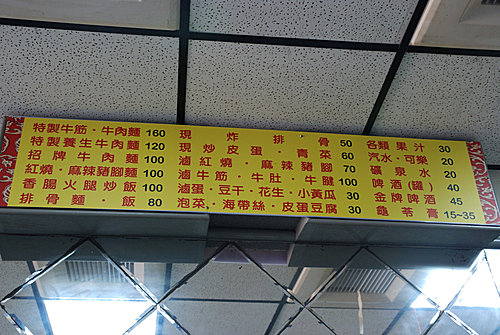 特製牛筋·牛肉麵 160
特製養生牛肉麵 120
招牌牛肉麵 100
紅燒·麻辣豬腳麵 100
香腸火腿炒飯 100
排骨麵·飯 80
現炸排骨 50
現炒皮蛋·青菜 60
滷紅燒·麻辣豬腳 70
滷牛筋·牛肚·牛腱 100
滷蛋·豆干·花生·小黃瓜 30
泡菜·海帶絲·皮蛋豆腐 30
各類果汁 30
汽水·可樂 20
礦泉水 20
啤酒(罐) 40
金牌啤酒 45
龜苓膏 15~35